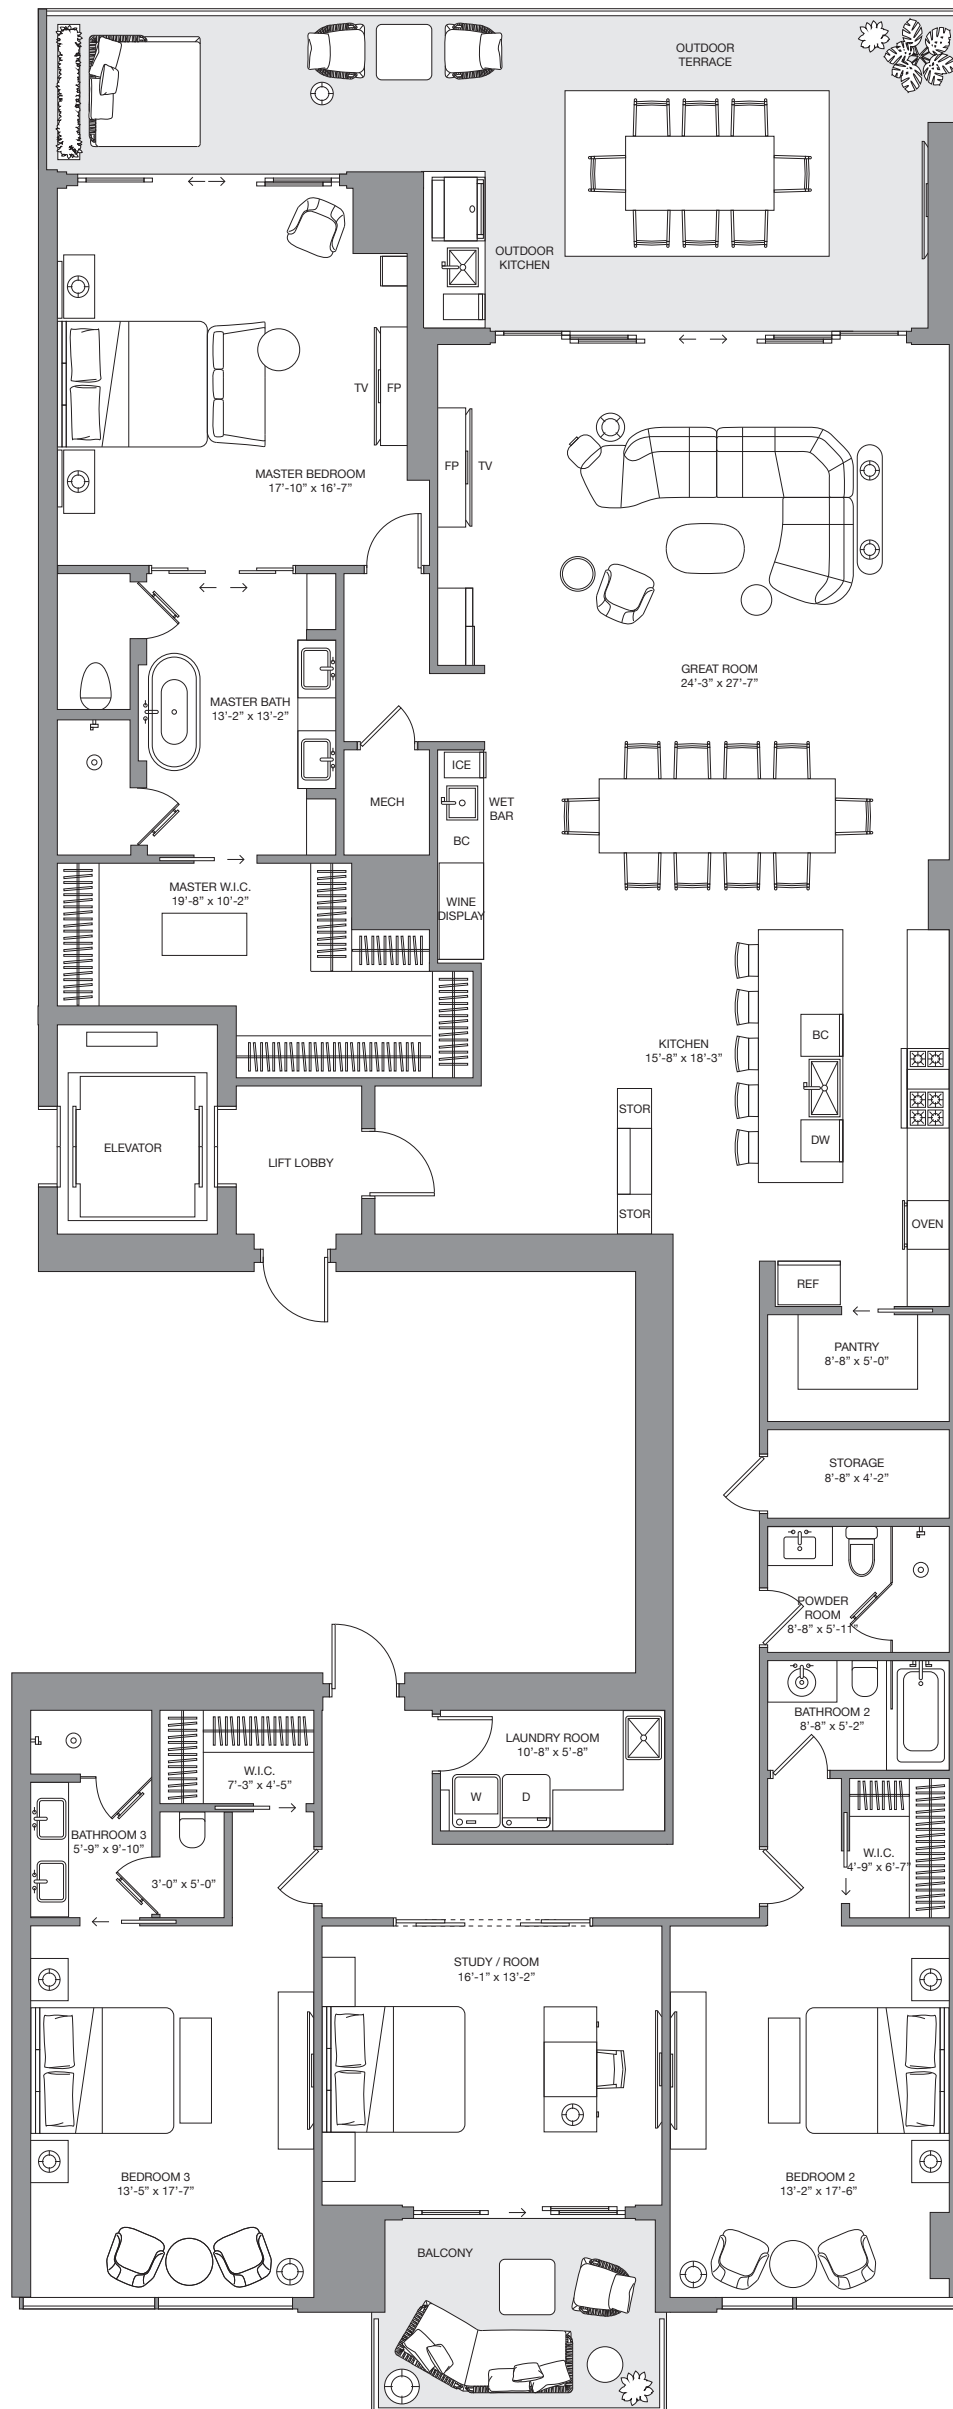 OUTDOOR
TERRACE
OUTDOOR
KITCHEN
TV FP
MASTER BEDROOM
17'-10” x 16'-7”
FP TV
GREAT ROOM
24'-3” x 27'-7”
MASTER BATH
13'-2” x 13'-2”
ICE
MECH
WET
BAR
BC
WINE
DISPLAY
MASTER W.I.C.
19'-8” x 10'-2”
KITCHEN
15'-8” x 18'-3”
BC
DW
STOR
STOR
ELEVATOR
LIFT LOBBY
OVEN
REF
PANTRY
8'-8” x 5'-0”
STORAGE
8'-8” x 4'-2”
POWDER
ROOM
8'-8” x 5'-11”
BATHROOM 2
8'-8” x 5'-2”
LAUNDRY ROOM
10'-8” x 5'-8”
W D
W.I.C.
7'-3” x 4'-5”
BATHROOM 3
5'-9” x 9'-10”
3'-0” x 5'-0”
W.I.C.
4'-9” x 6'-7”
STUDY / ROOM
16'-1” x 13'-2”
BEDROOM 3
13'-5” x 17'-7”
BEDROOM 2
13'-2” x 17'-6”
BALCONY